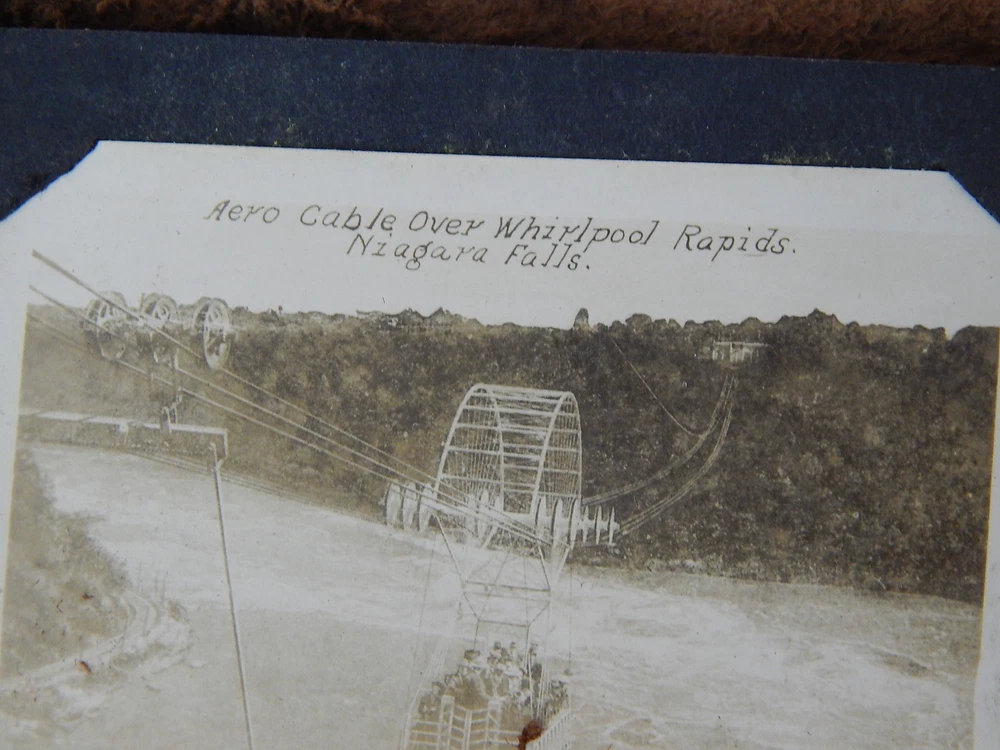 Aero Cable Over Whirlpool Rapids.
Niagara Falls.